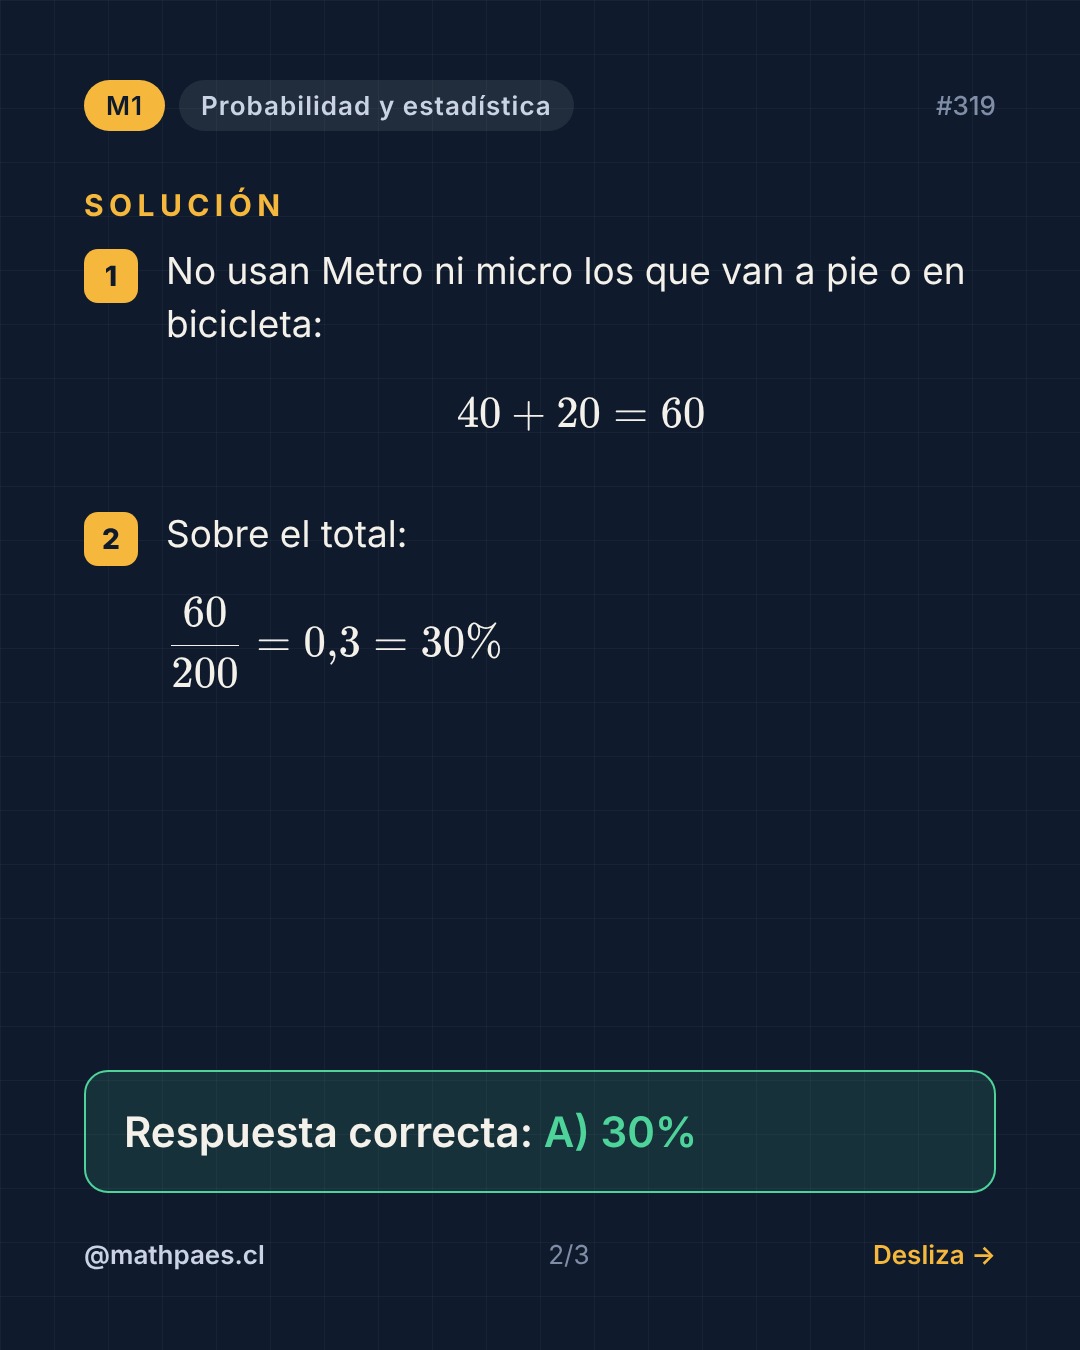 M1 Probabilidad y estadística #319
SOLUCIÓN
1 No usan Metro ni micro los que van a pie o en
bicicleta:
40 + 20 = 60
2 Sobre el total:
60/200 = 0,3 = 30%
Respuesta correcta: A) 30%
@mathpaes.cl 2/3 Desliza →